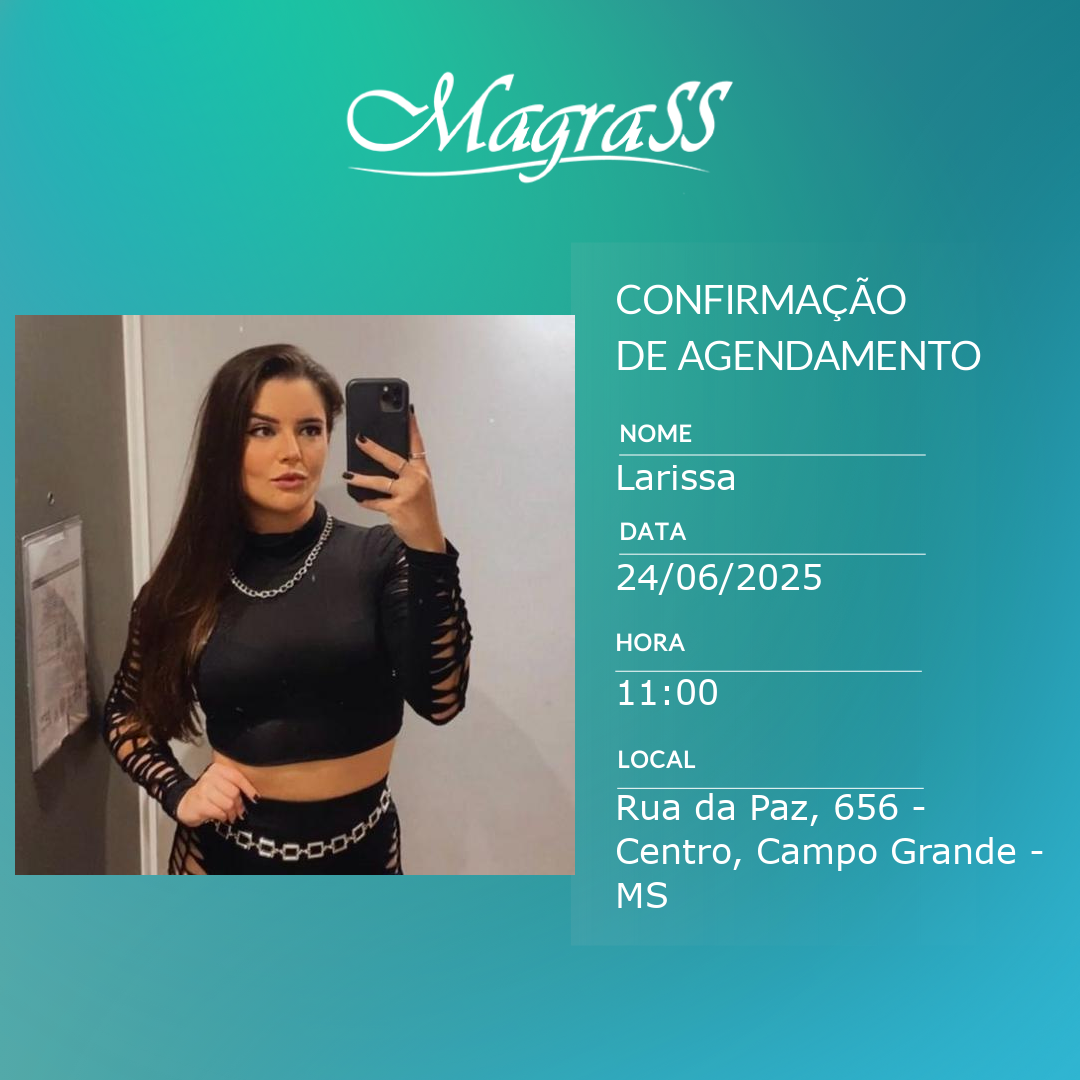 MagraSS
CONFIRMAÇÃO
DE AGENDAMENTO
NOME
Larissa
DATA
24/06/2025
HORA
11:00
LOCAL
Rua da Paz, 656 -
Centro, Campo Grande -
MS